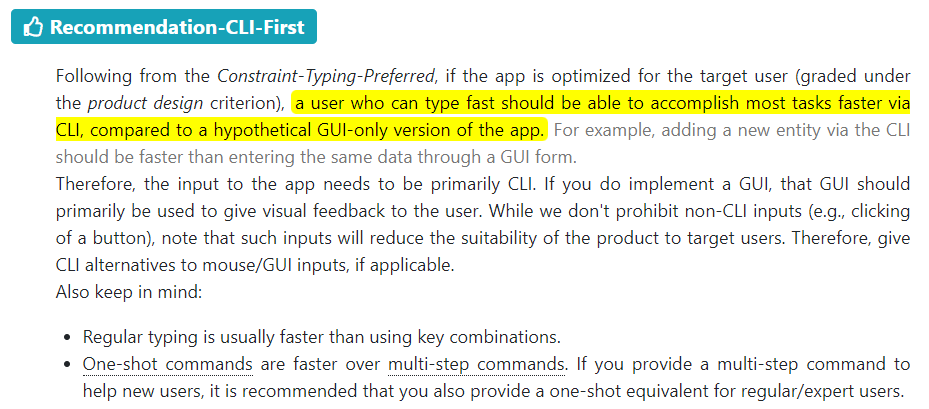 Recommendation-CLI-First
Following from the Constraint-Typing-Preferred, if the app is optimized for the target user (graded under
the product design criterion), a user who can type fast should be able to accomplish most tasks faster via
CLI, compared to a hypothetical GUI-only version of the app. For example, adding a new entity via the CLI
should be faster than entering the same data through a GUI form.
Therefore, the input to the app needs to be primarily CLI. If you do implement a GUI, that GUI should
primarily be used to give visual feedback to the user. While we don't prohibit non-CLI inputs (e.g., clicking
of a button), note that such inputs will reduce the suitability of the product to target users. Therefore, give
CLI alternatives to mouse/GUI inputs, if applicable.
Also keep in mind:
• Regular typing is usually faster than using key combinations.
• One-shot commands are faster over multi-step commands. If you provide a multi-step command to
help new users, it is recommended that you also provide a one-shot equivalent for regular/expert users.